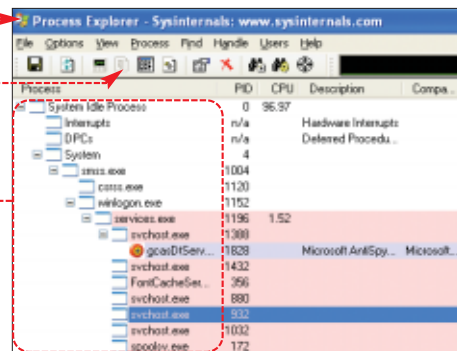 Process Explorer - Sysinternals: www.sysinternals.com
File Options View Process Find Handle Users Help
Process PID CPU Description Compa...
System Idle Process 0 96.97
Interrupts n/a Hardware Interrupts
DPCs n/a Deferred Procedu...
System 4
smss.exe 1004
csrss.exe 1120
winlogon.exe 1152
services.exe 1196 1.52
svchost.exe 1388
gcasDtServ... 1828 Microsoft AntiSpy... Microsoft...
svchost.exe 1432
FontCacheSer... 356
svchost.exe 880
svchost.exe 932
svchost.exe 1032
spoolsv.exe 172